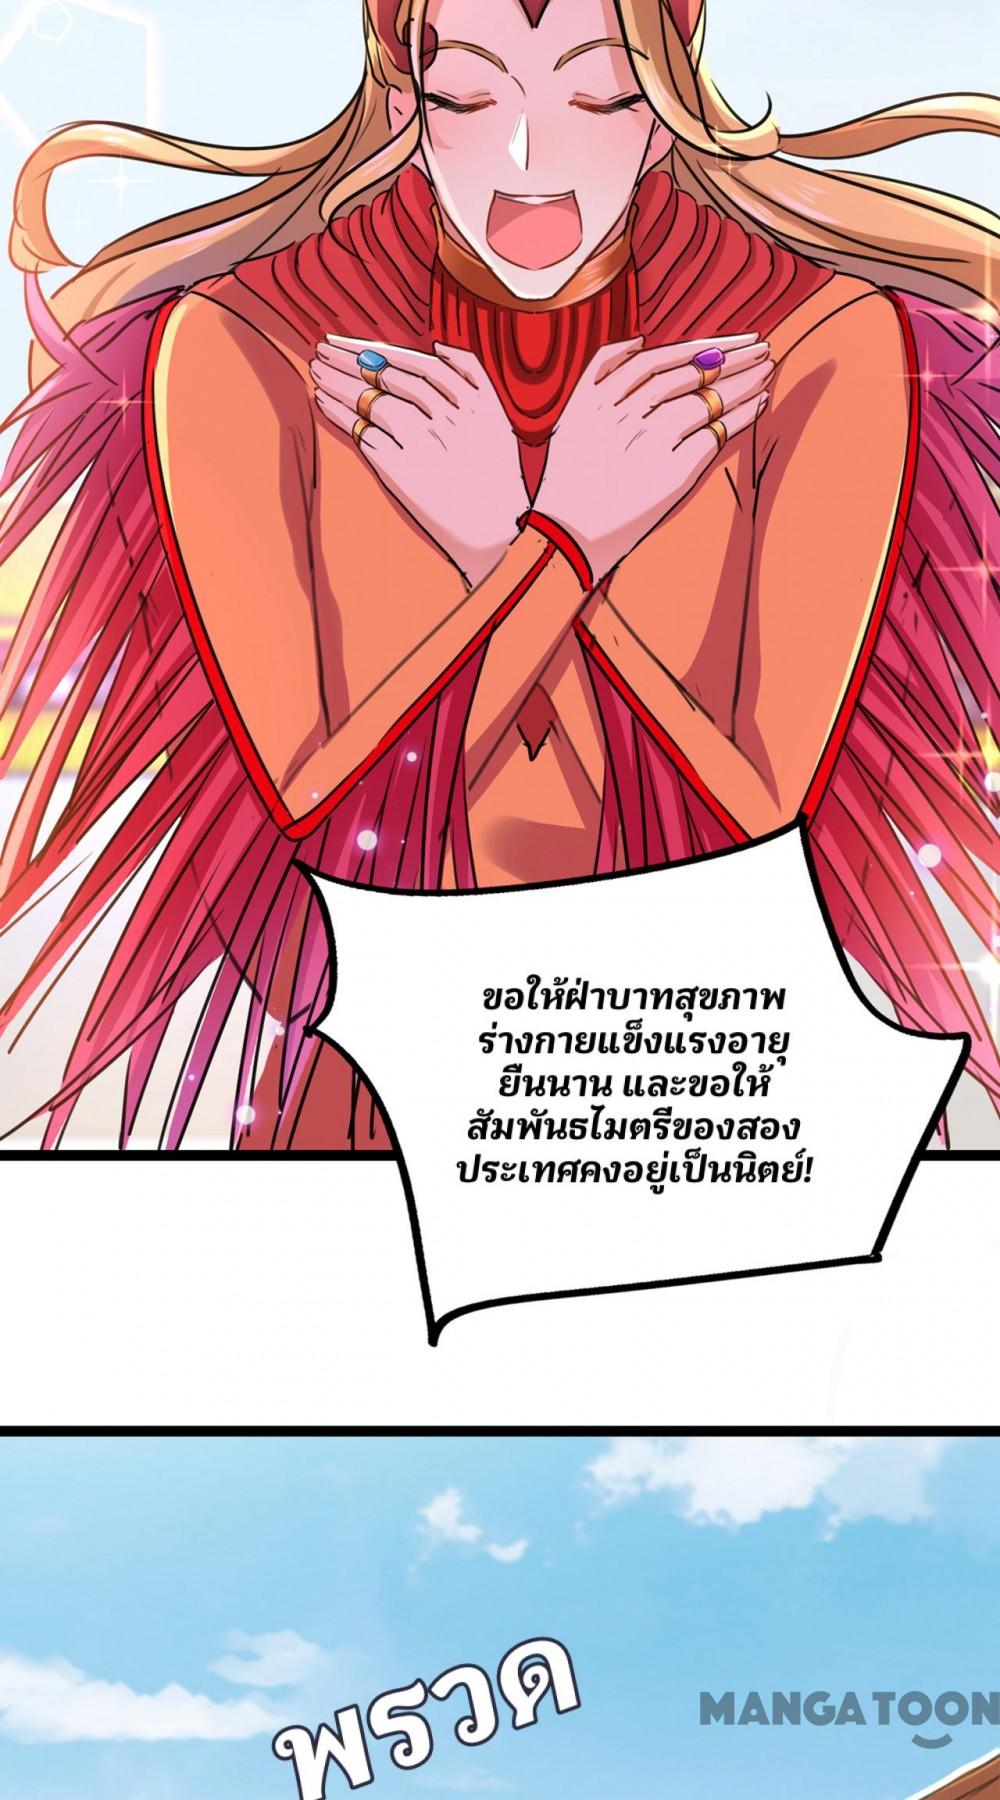 ขอให้ฝ่าบาทสุขภาพ
ร่างกายแข็งแรงอายุ
ยืนนาน และขอให้
สัมพันธไมตรีของสอง
ประเทศคงอยู่เป็นนิตย์!
พรวด
MANGATOON